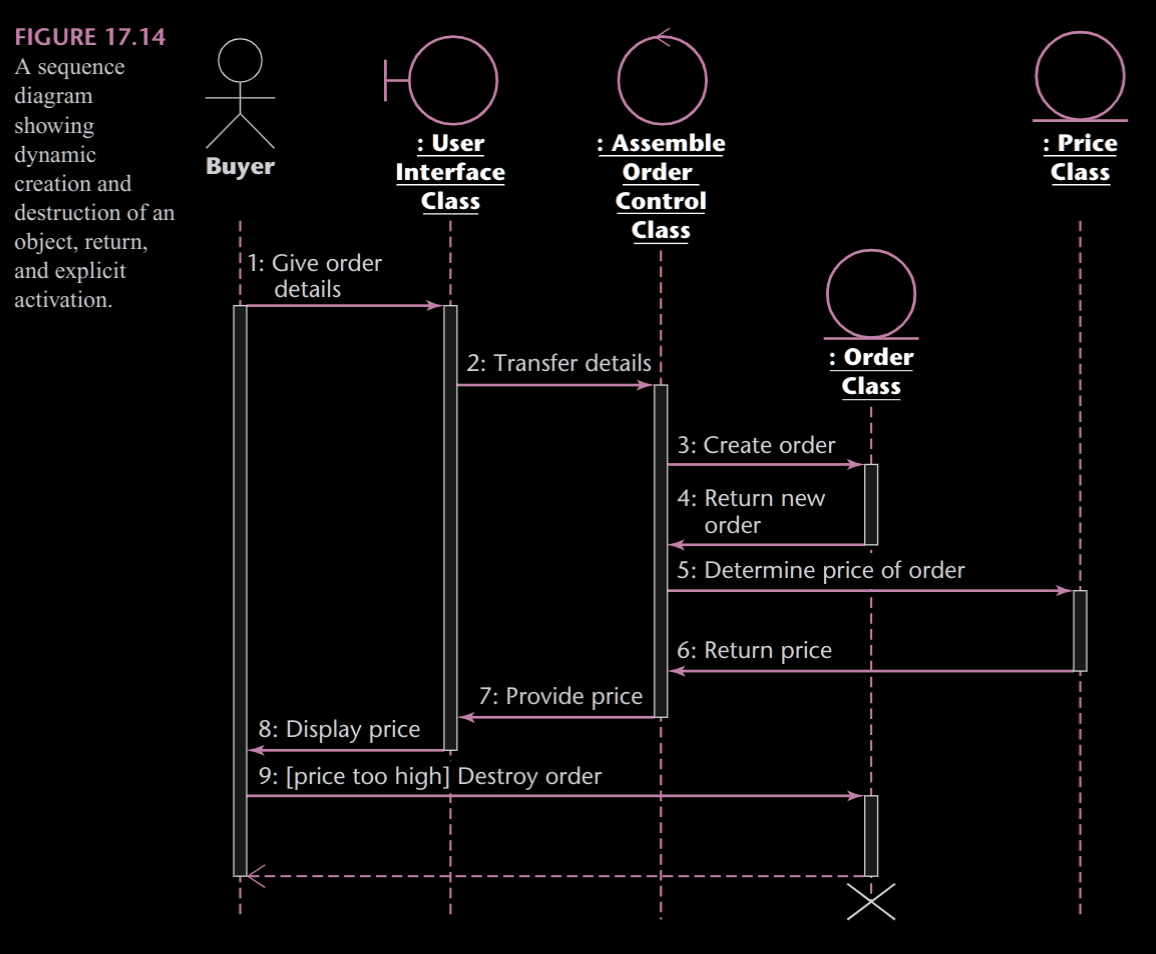 FIGURE 17.14
A sequence
diagram
showing
dynamic
creation and
destruction of an
object, return,
and explicit
activation.
Buyer
: User
Interface
Class
: Assemble
Order
Control
Class
: Price
Class
: Order
Class
1: Give order
details
2: Transfer details
3: Create order
4: Return new
order
5: Determine price of order
6: Return price
7: Provide price
8: Display price
9: [price too high] Destroy order